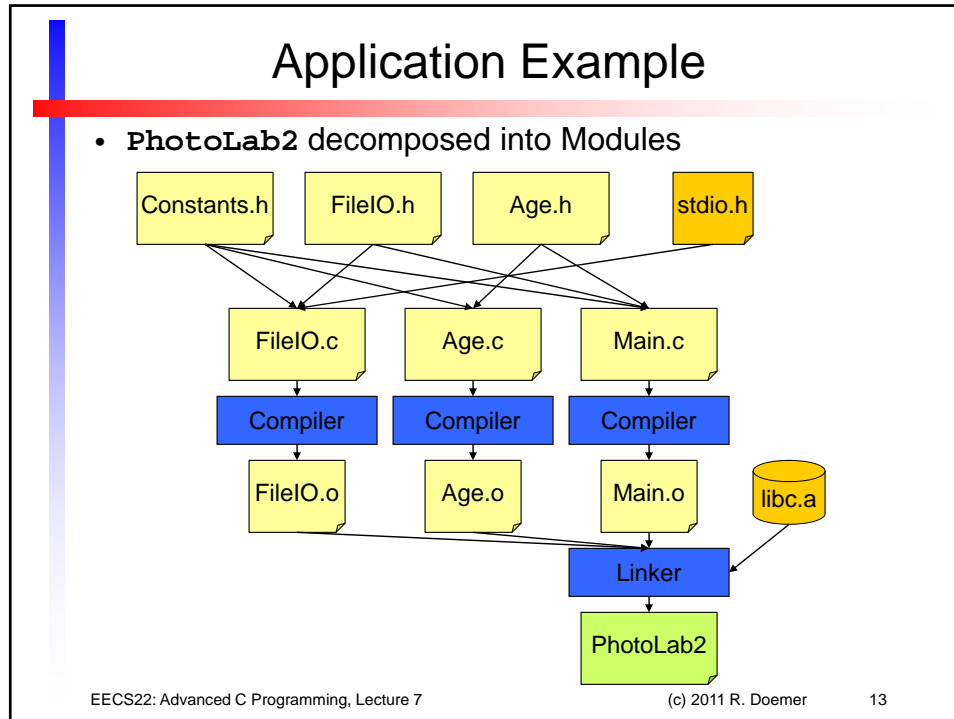 Application Example
• PhotoLab2 decomposed into Modules
Constants.h FileIO.h Age.h stdio.h
FileIO.c Age.c Main.c
Compiler Compiler Compiler
FileIO.o Age.o Main.o libc.a
Linker
PhotoLab2
EECS22: Advanced C Programming, Lecture 7 (c) 2011 R. Doemer 13